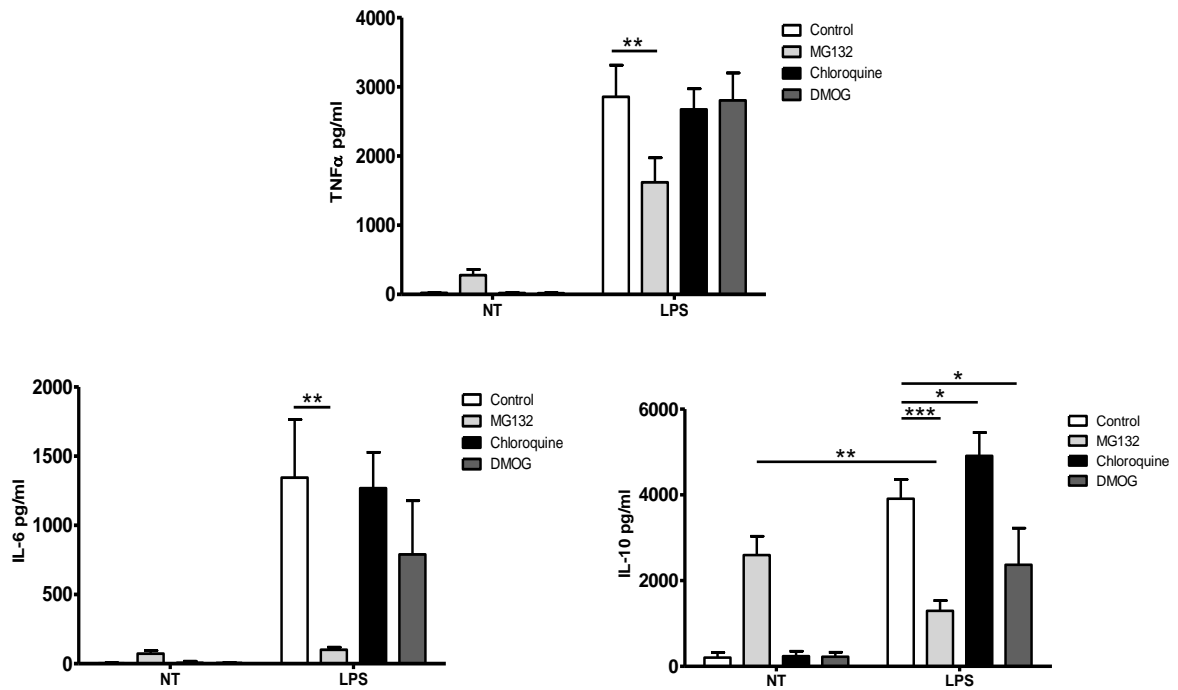 4000
3000
2000
1000
0
TNFα pg/ml
**
NT
LPS
Control
MG132
Chloroquine
DMOG
2000
1500
1000
500
0
IL-6 pg/ml
**
NT
LPS
Control
MG132
Chloroquine
DMOG
6000
4000
2000
0
IL-10 pg/ml
*
*
***
**
NT
LPS
Control
MG132
Chloroquine
DMOG